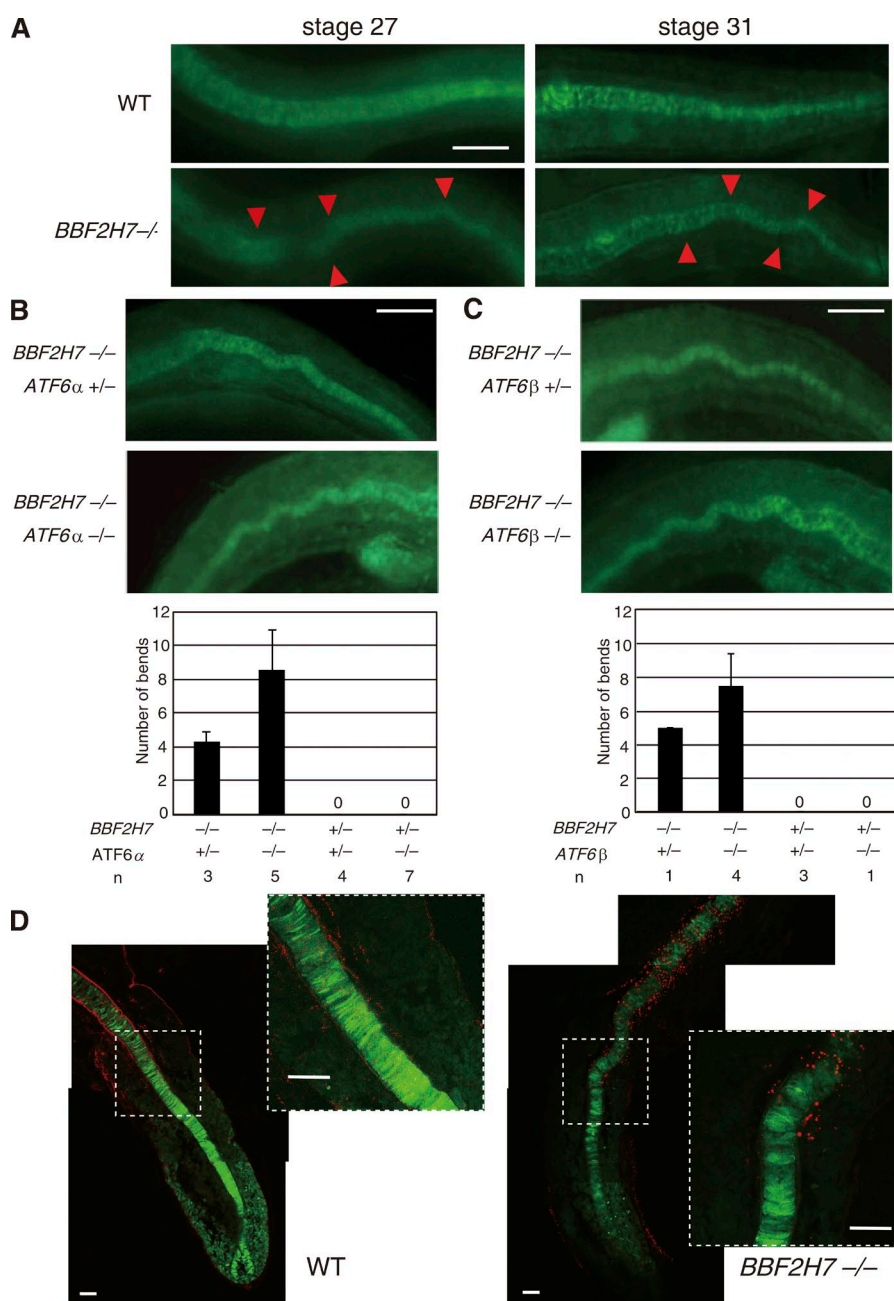 A
stage 27
stage 31
WT
BBF2H7–/-
B
BBF2H7 –/–
ATF6α +/–
BBF2H7 –/–
ATF6α –/–
Number of bends
12
10
8
6
4
2
0
0 0
BBF2H7 –/– –/– +/– +/–
ATF6α +/– –/– +/– –/–
n 3 5 4 7
C
BBF2H7 –/–
ATF6β +/–
BBF2H7 –/–
ATF6β –/–
Number of bends
12
10
8
6
4
2
0
0 0
BBF2H7 –/– –/– +/– +/–
ATF6β +/– –/– +/– –/–
n 1 4 3 1
D
WT
BBF2H7 –/–